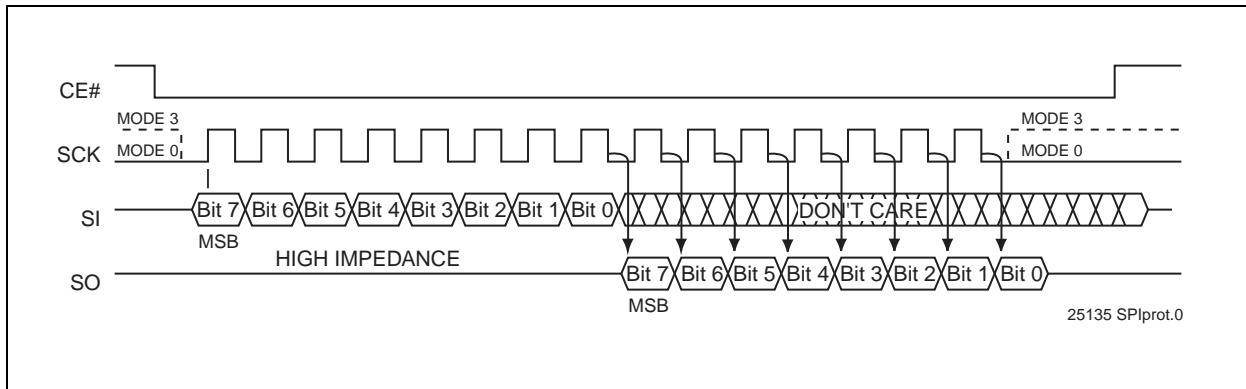 CE#
MODE 3
MODE 3
SCK
MODE 0
MODE 0
SI
Bit 7 Bit 6 Bit 5 Bit 4 Bit 3 Bit 2 Bit 1 Bit 0
DON'T CARE
MSB
HIGH IMPEDANCE
SO
Bit 7 Bit 6 Bit 5 Bit 4 Bit 3 Bit 2 Bit 1 Bit 0
MSB
25135 SPIprot.0